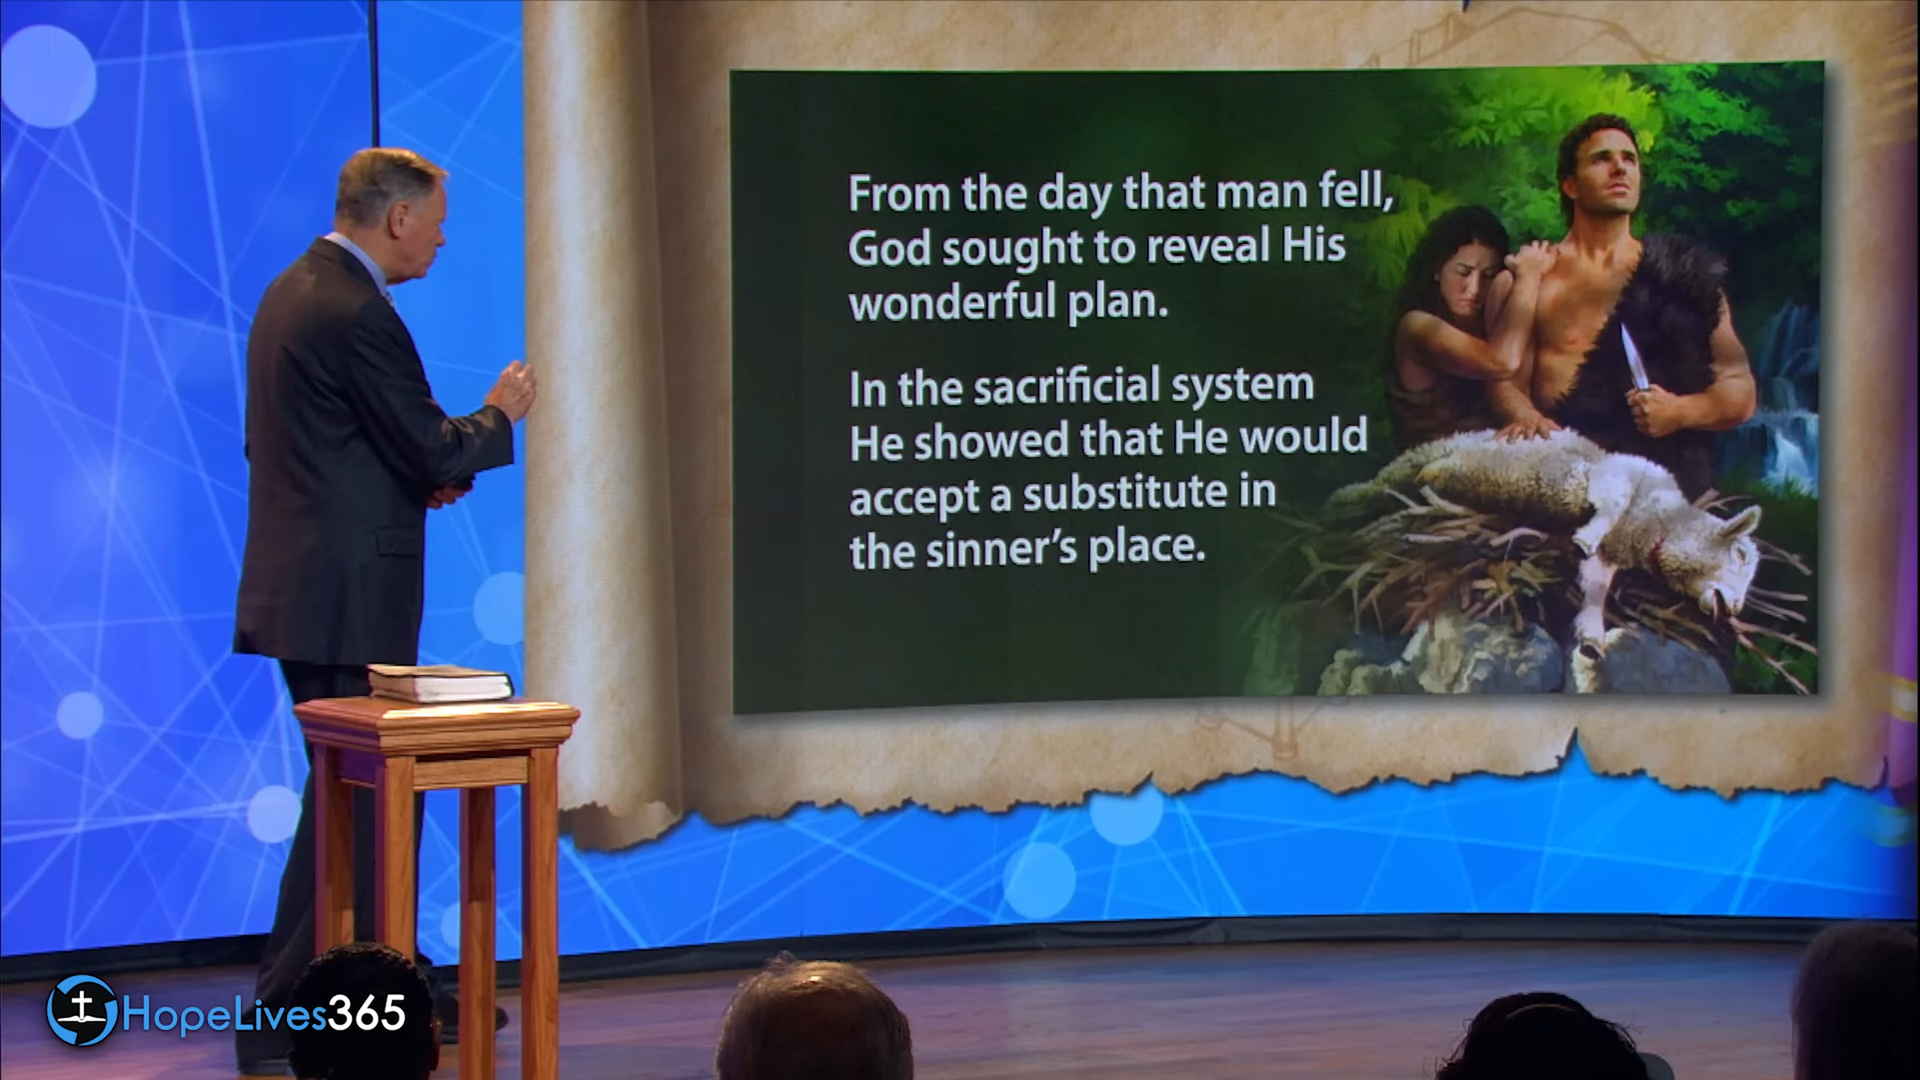 From the day that man fell,
God sought to reveal His
wonderful plan.
In the sacrificial system
He showed that He would
accept a substitute in
the sinner's place.
HopeLives365